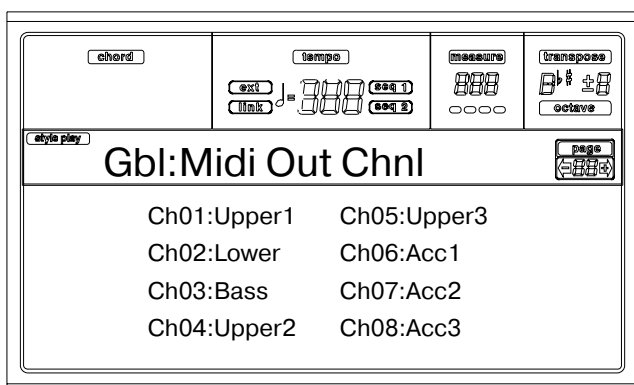 chord
tempo
measure
transpose
ext
link
seq 1
seq 2
octave
style play
Gbl:Midi Out Chnl
page
Ch01:Upper1 Ch05:Upper3
Ch02:Lower Ch06:Acc1
Ch03:Bass Ch07:Acc2
Ch04:Upper2 Ch08:Acc3